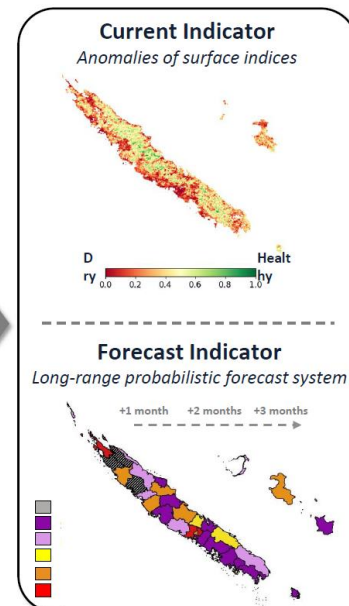 Current Indicator
Anomalies of surface indices
D Healt
ry 0.0 0.2 0.4 0.6 0.8 1.0 hy
Forecast Indicator
Long-range probabilistic forecast system
+1 month +2 months +3 months